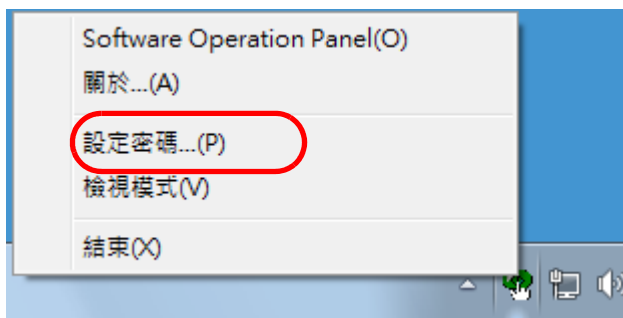 Software Operation Panel(O)
關於...(A)
設定密碼...(P)
檢視模式(V)
結束(X)